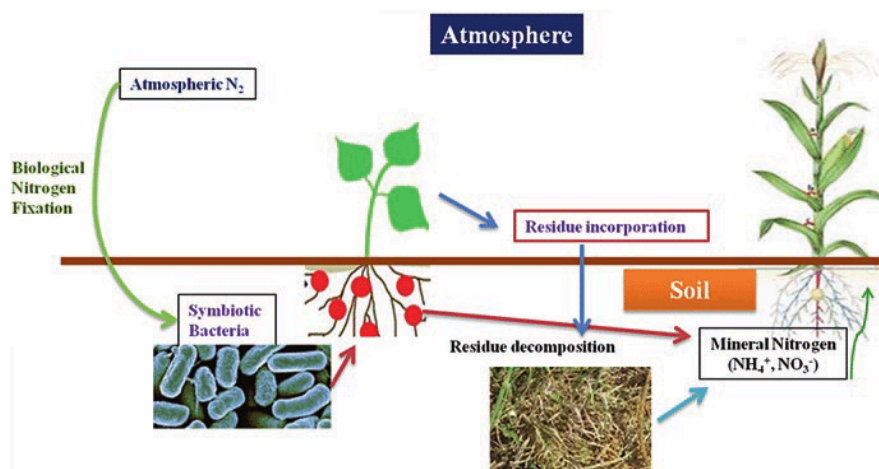 Atmosphere
Atmospheric N₂
Biological
Nitrogen
Fixation
Residue incorporation
Soil
Symbiotic
Bacteria
Residue decomposition
Mineral Nitrogen
(NH₄⁺, NO₃⁻)